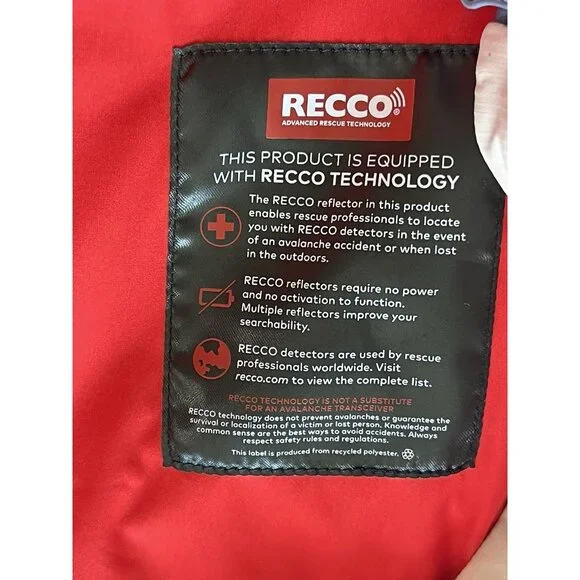 RECCO®
ADVANCED RESCUE TECHNOLOGY
THIS PRODUCT IS EQUIPPED
WITH RECCO TECHNOLOGY
The RECCO reflector in this product
enables rescue professionals to locate
you with RECCO detectors in the event
of an avalanche accident or when lost
in the outdoors.
RECCO reflectors require no power
and no activation to function.
Multiple reflectors improve your
searchability.
RECCO detectors are used by rescue
professionals worldwide. Visit
recco.com to view the complete list.
RECCO TECHNOLOGY IS NOT A SUBSTITUTE
FOR AN AVALANCHE TRANSCEIVER
RECCO technology does not prevent avalanches or guarantee the
survival or localization of a victim or lost person. Knowledge and
common sense are the best ways to avoid accidents. Always
respect safety rules and regulations.
This label is produced from recycled polyester.